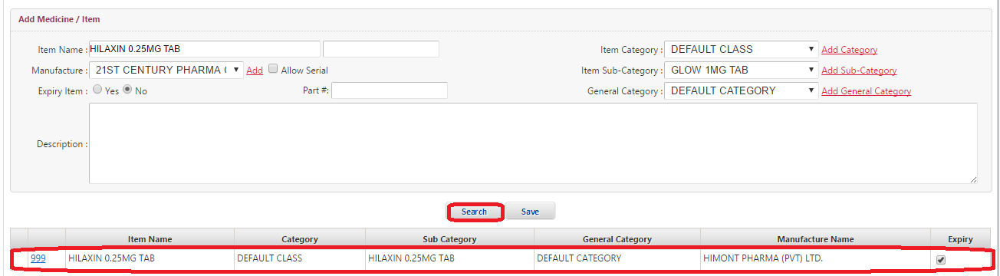 Add Medicine / Item
Item Name : HILAXIN 0.25MG TAB Item Category : DEFAULT CLASS Add Category
Manufacture : 21ST CENTURY PHARMA ( Add Allow Serial Item Sub-Category : GLOW 1MG TAB Add Sub-Category
Expiry Item : Yes No Part #: General Category : DEFAULT CATEGORY Add General Category
Description :
Search Save
Item Name Category Sub Category General Category Manufacture Name Expiry
999 HILAXIN 0.25MG TAB DEFAULT CLASS HILAXIN 0.25MG TAB DEFAULT CATEGORY HIMONT PHARMA (PVT) LTD.